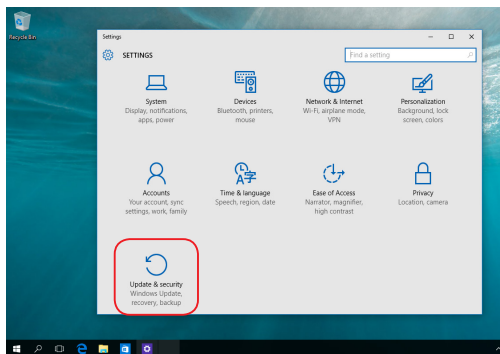 Recycle Bin
Settings
SETTINGS
Find a setting
System
Display, notifications,
apps, power
Devices
Bluetooth, printers,
mouse
Network & Internet
Wi-Fi, airplane mode,
VPN
Personalization
Background, lock
screen, colors
Accounts
Your account, sync
settings, work, family
Time & language
Speech, region, date
Ease of Access
Narrator, magnifier,
high contrast
Privacy
Location, camera
Update & security
Windows Update,
recovery, backup